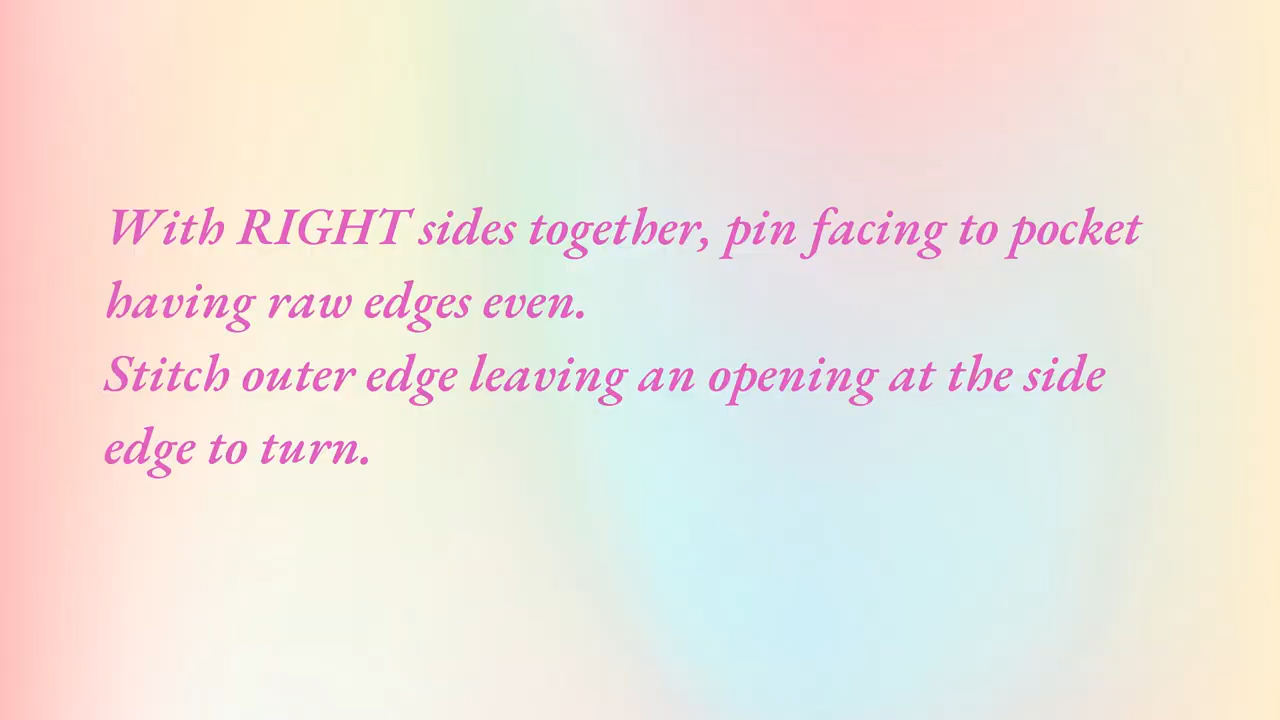 With RIGHT sides together, pin facing to pocket
having raw edges even.
Stitch outer edge leaving an opening at the side
edge to turn.